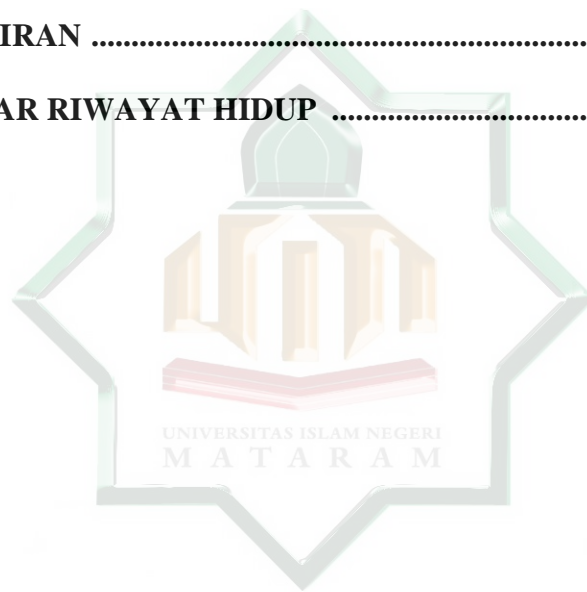 IRAN ................................................................
AR RIWAYAT HIDUP ................................
UNIVERSITAS ISLAM NEGERI
M A T A R A M